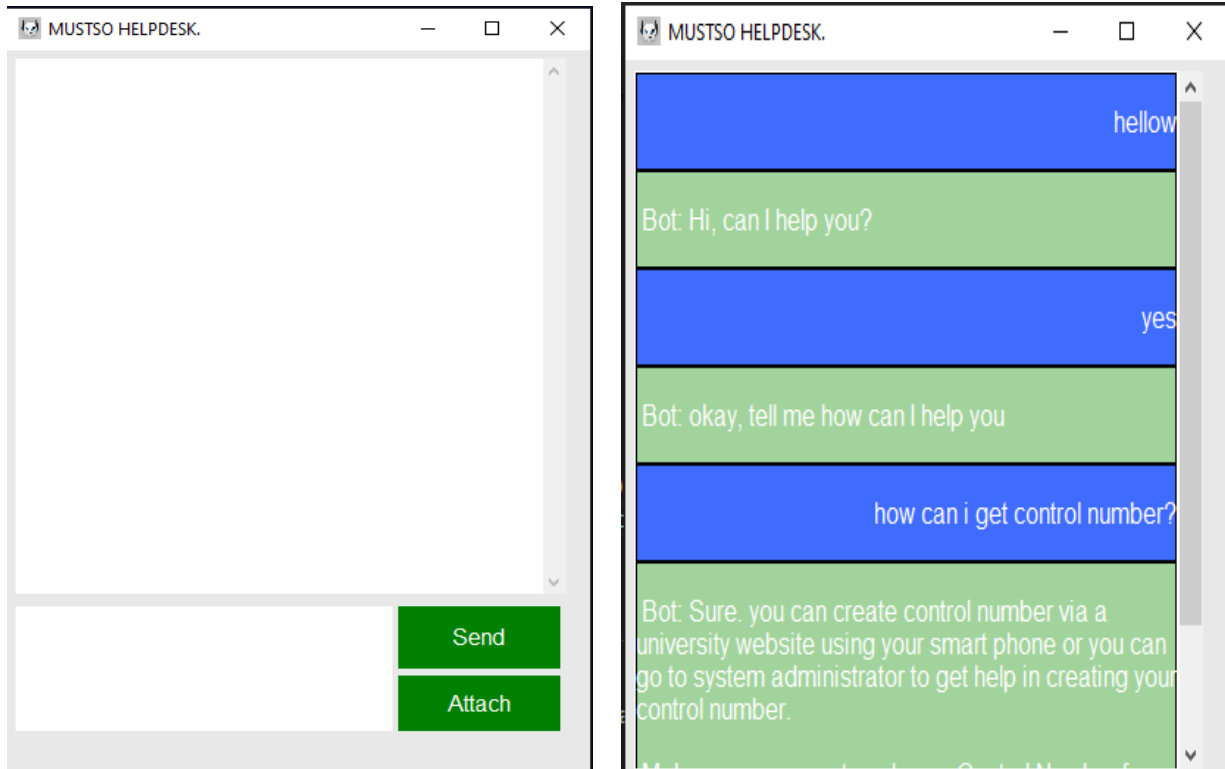 MUSTSO HELPDESK.
Send
Attach
MUSTSO HELPDESK.
hellow
Bot: Hi, can I help you?
yes
Bot: okay, tell me how can I help you
how can i get control number?
Bot: Sure. you can create control number via a
university website using your smart phone or you can
go to system administrator to get help in creating your
control number.